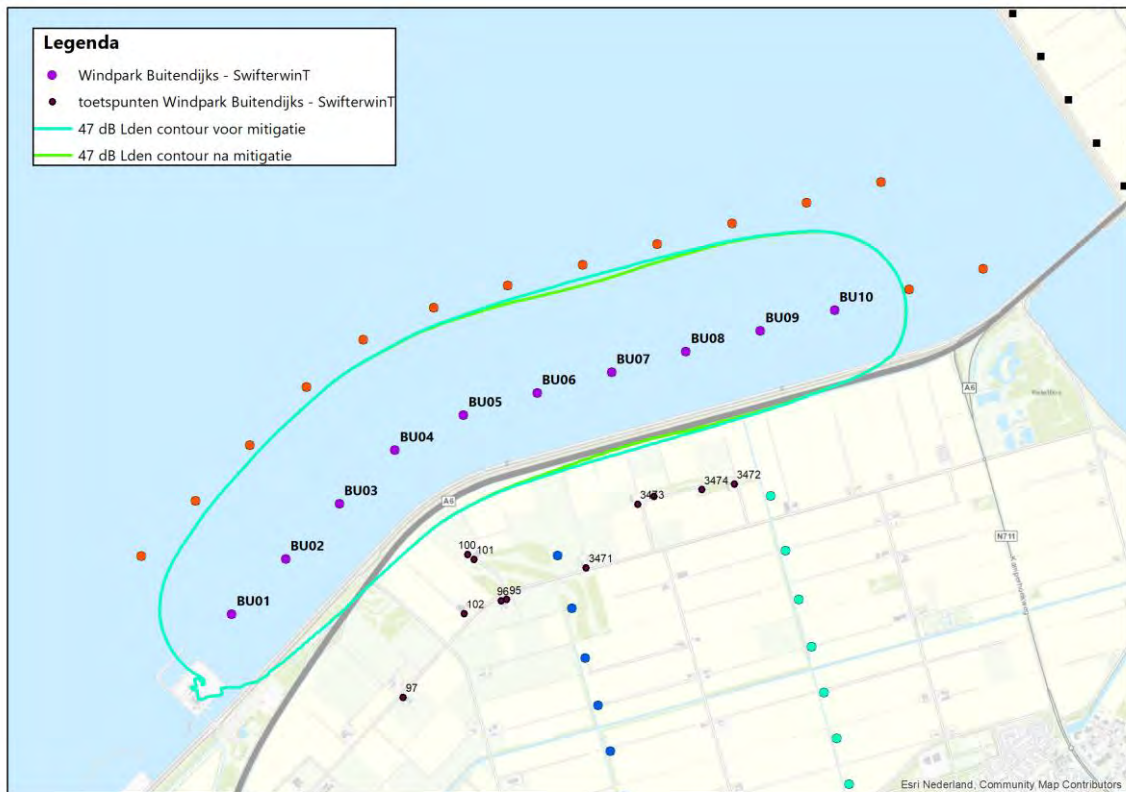 Legenda
Windpark Buitendijks - SwifterwinT
toetspunten Windpark Buitendijks - SwifterwinT
47 dB Lden contour voor mitigatie
47 dB Lden contour na mitigatie
BU10
BU09
BU08
BU07
BU06
BU05
BU04
BU03
BU02
BU01
A6
A6
N711
3472
3474
3473
3471
100
101
96
95
102
97
Esri Nederland, Community Map Contributors